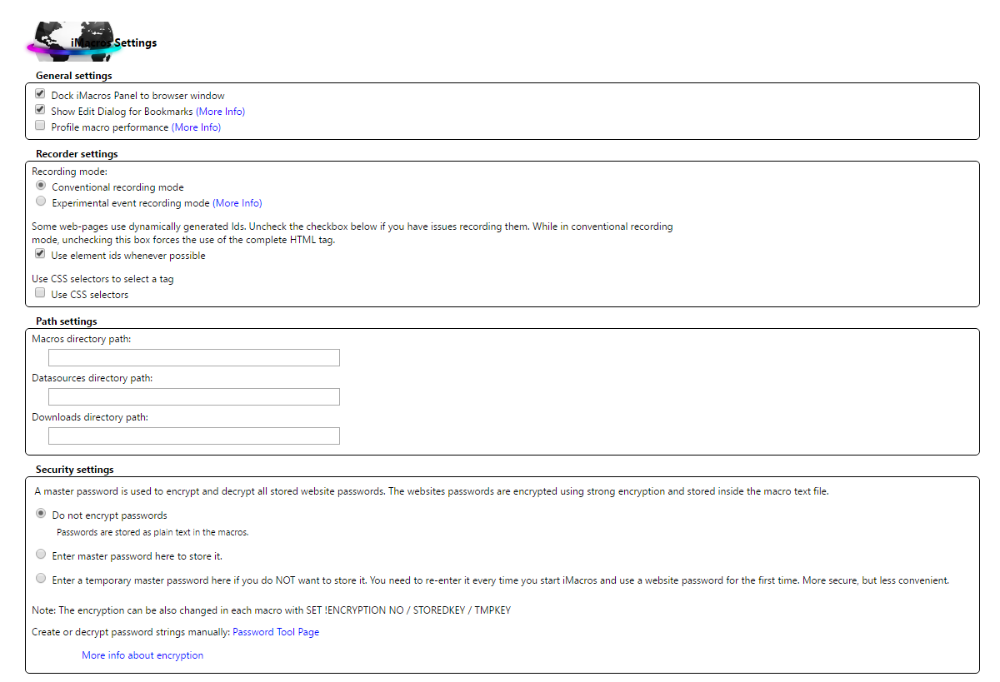 iMacros Settings
General settings
Dock iMacros Panel to browser window
Show Edit Dialog for Bookmarks (More Info)
Profile macro performance (More Info)
Recorder settings
Recording mode:
Conventional recording mode
Experimental event recording mode (More Info)
Some web-pages use dynamically generated Ids. Uncheck the checkbox below if you have issues recording them. While in conventional recording
mode, unchecking this box forces the use of the complete HTML tag.
Use element ids whenever possible
Use CSS selectors to select a tag
Use CSS selectors
Path settings
Macros directory path:
Datasources directory path:
Downloads directory path:
Security settings
A master password is used to encrypt and decrypt all stored website passwords. The websites passwords are encrypted using strong encryption and stored inside the macro text file.
Do not encrypt passwords
Passwords are stored as plain text in the macros.
Enter master password here to store it.
Enter a temporary master password here if you do NOT want to store it. You need to re-enter it every time you start iMacros and use a website password for the first time. More secure, but less convenient.
Note: The encryption can be also changed in each macro with SET !ENCRYPTION NO / STOREDKEY / TMPKEY
Create or decrypt password strings manually: Password Tool Page
More info about encryption